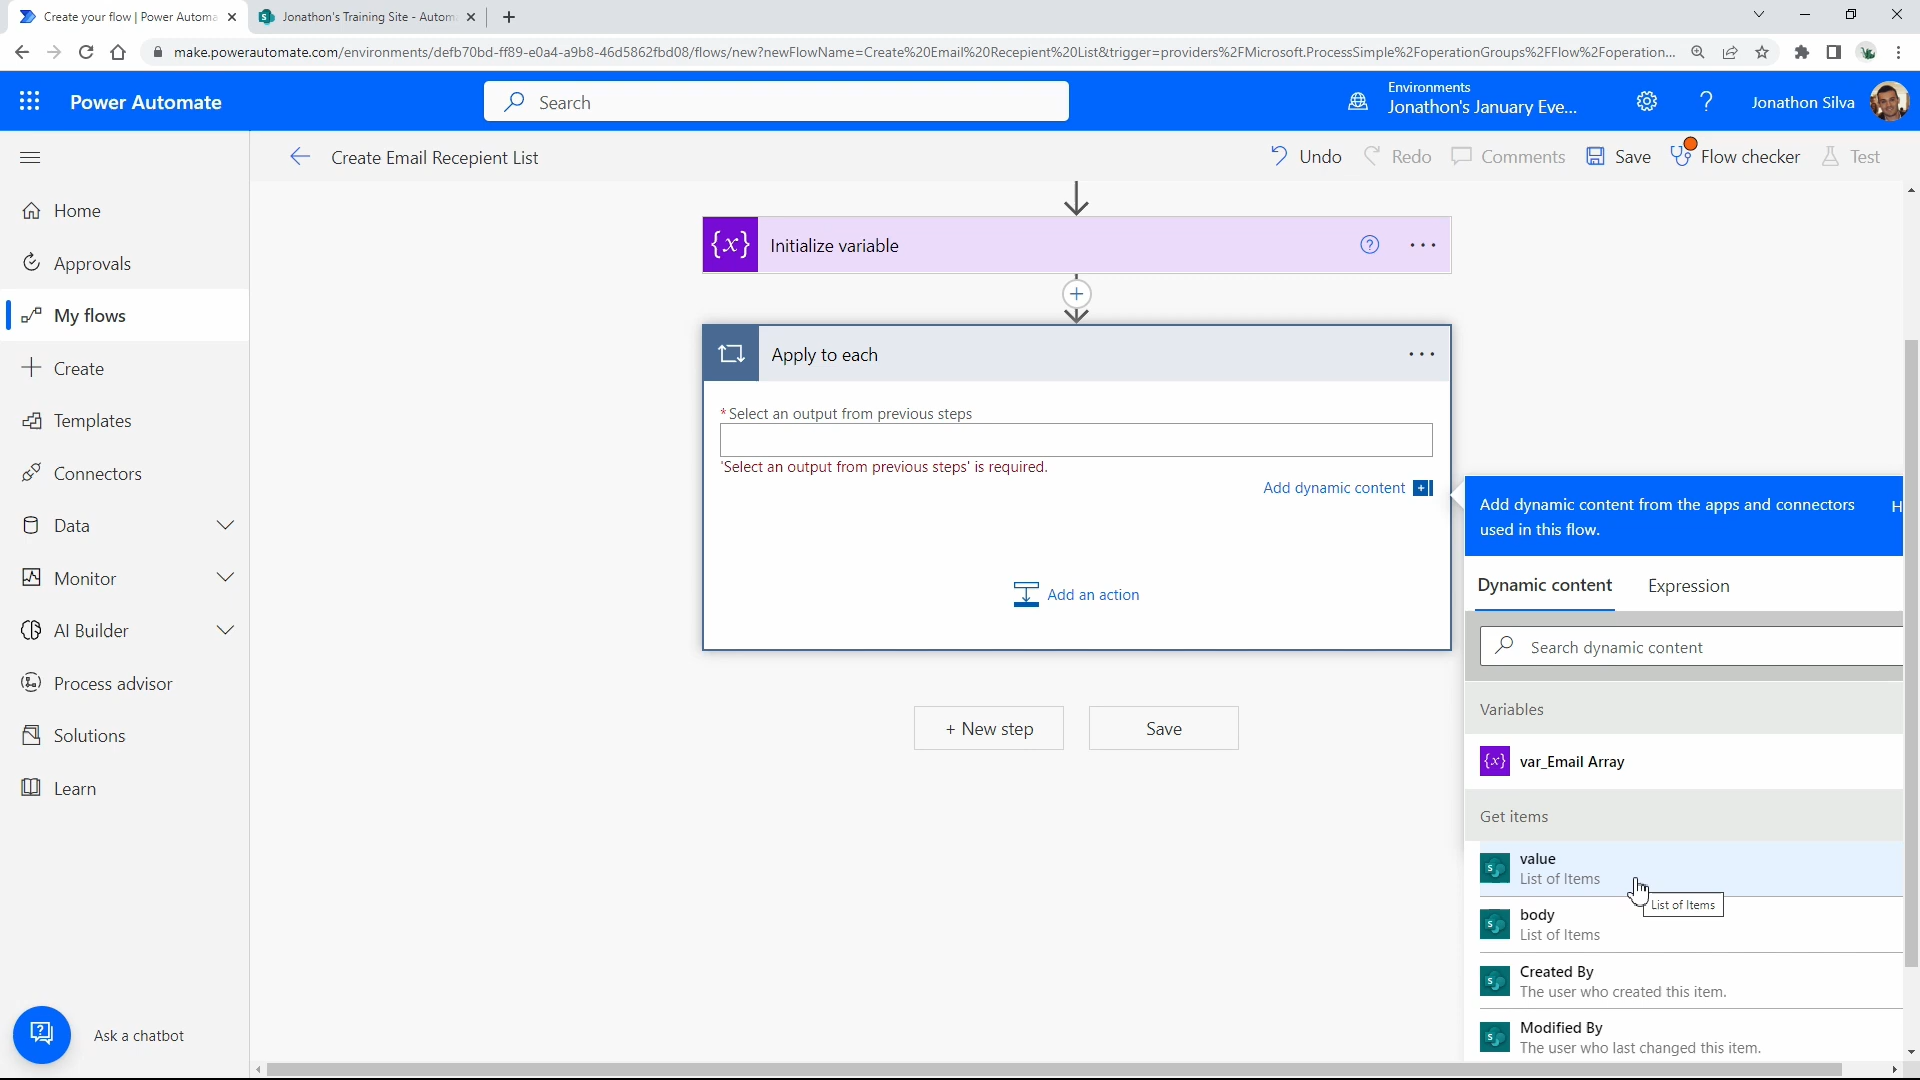 Create your flow | Power Automa
Jonathon's Training Site - Autom
make.powerautomate.com/environments/defb70bd-ff89-e0a4-a9b8-46d5862fbd08/flows/new?newFlowName=Create%20Email%20Recepient%20List&trigger=providers%2FMicrosoft.ProcessSimple%2FoperationGroups%2FFlow%2Foperation...
Power Automate
Search
Environments
Jonathon's January Eve...
Jonathon Silva
Create Email Recepient List
Undo
Redo
Comments
Save
Flow checker
Test
Home
Approvals
My flows
Create
Templates
Connectors
Data
Monitor
AI Builder
Process advisor
Solutions
Learn
Ask a chatbot
{x}
Initialize variable
Apply to each
* Select an output from previous steps
'Select an output from previous steps' is required.
Add dynamic content
Add an action
+ New step
Save
Add dynamic content from the apps and connectors
used in this flow.
H
Dynamic content
Expression
Search dynamic content
Variables
{x}
var_Email Array
Get items
value
List of Items
List of Items
body
List of Items
Created By
The user who created this item.
Modified By
The user who last changed this item.